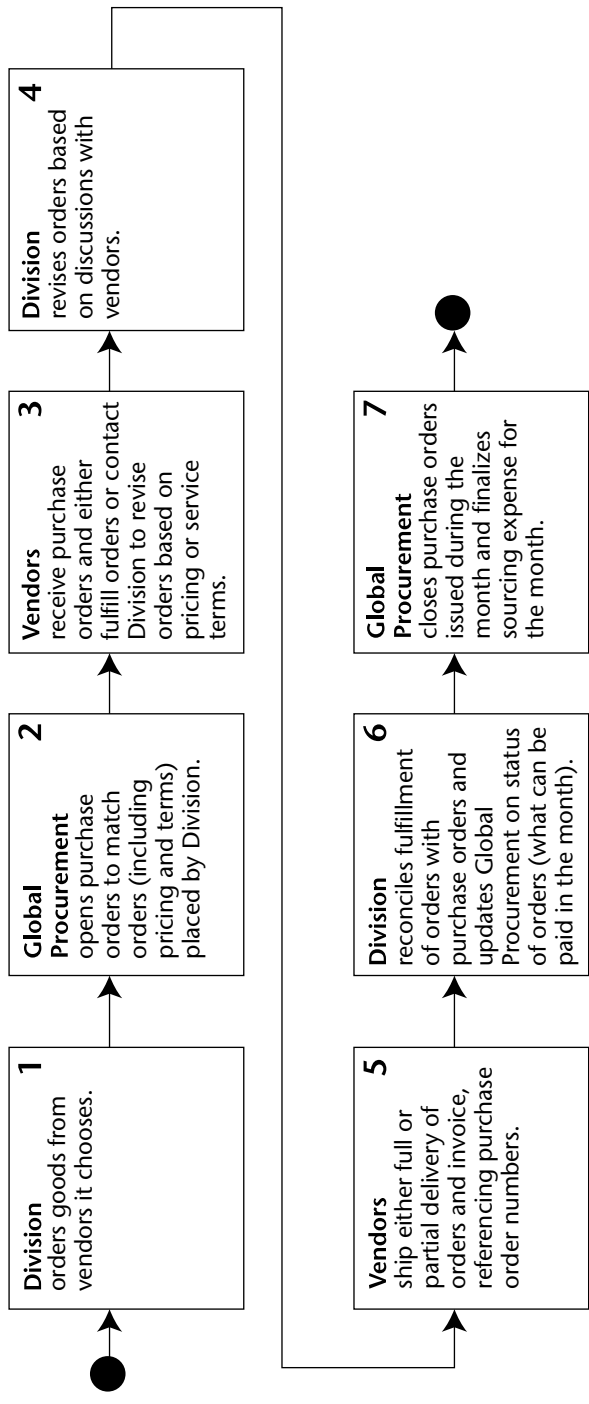 1
Division
orders goods from
vendors it chooses.
2
Global
Procurement
opens purchase
orders to match
orders (including
pricing and terms)
placed by Division.
3
Vendors
receive purchase
orders and either
fulfill orders or contact
Division to revise
orders based on
pricing or service
terms.
4
Division
revises orders based
on discussions with
vendors.
5
Vendors
ship either full or
partial delivery of
orders and invoice,
referencing purchase
order numbers.
6
Division
reconciles fulfillment
of orders with
purchase orders and
updates Global
Procurement on status
of orders (what can be
paid in the month).
7
Global
Procurement
closes purchase orders
issued during the
month and finalizes
sourcing expense for
the month.